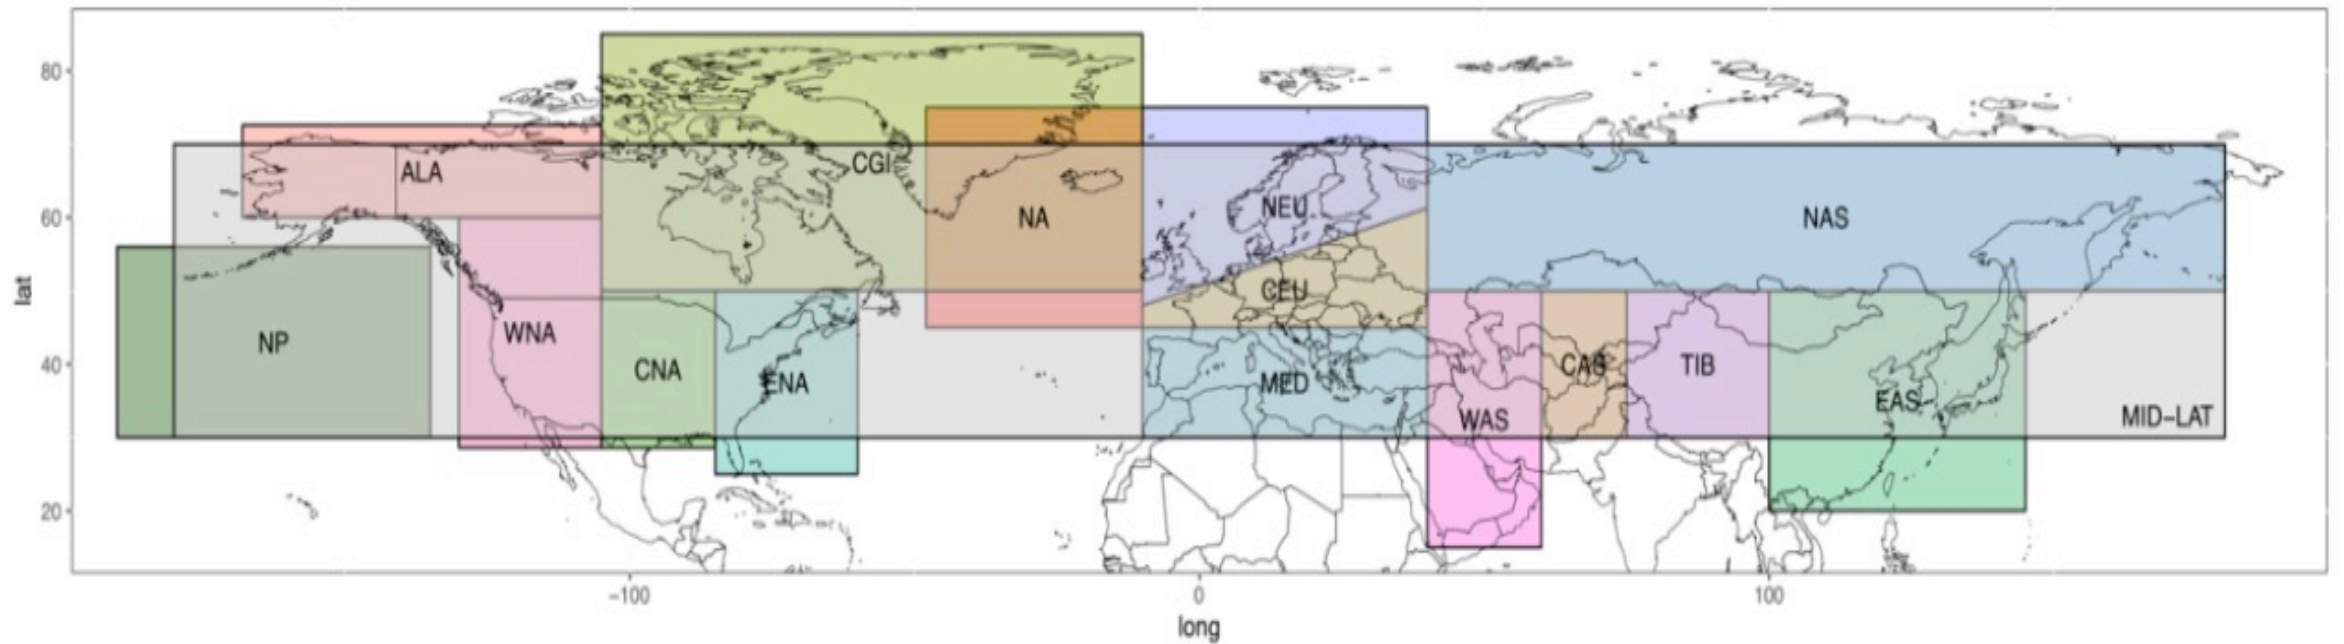 80
60
40
20
lat
ALA
CGI
NA
NEU
NAS
CEU
NP
WNA
CNA
ENA
MED
WAS
CAS
TIB
EAS
MID−LAT
−100
0
100
long